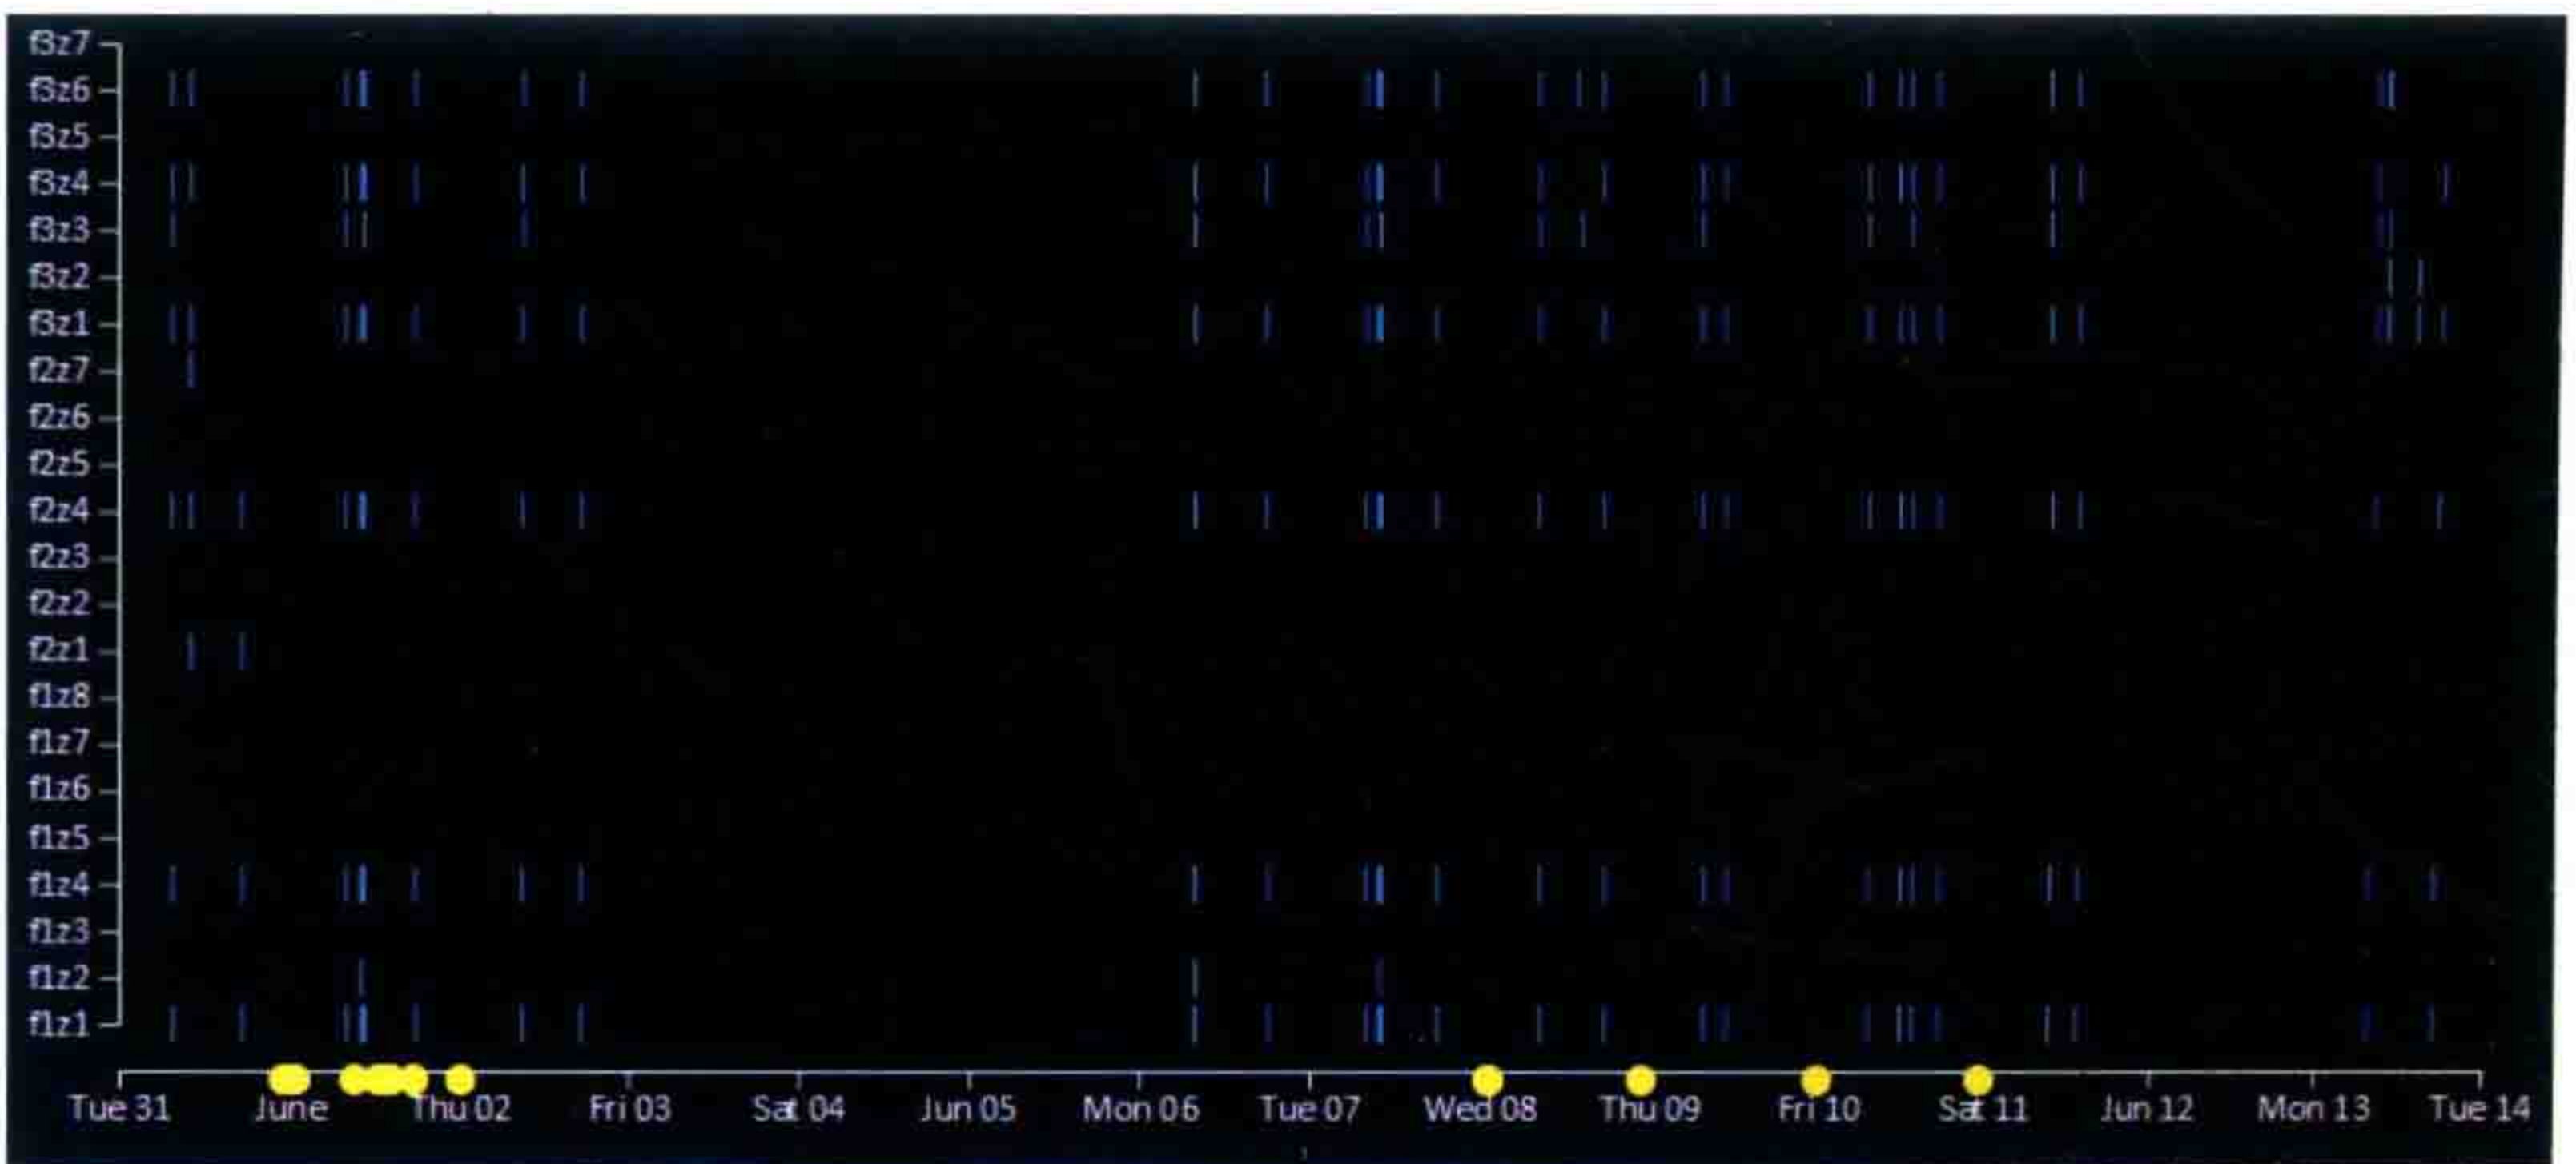 f3z7
f3z6
f3z5
f3z4
f3z3
f3z2
f3z1
f2z7
f2z6
f2z5
f2z4
f2z3
f2z2
f2z1
f1z8
f1z7
f1z6
f1z5
f1z4
f1z3
f1z2
f1z1
Tue 31 June Thu 02 Fri 03 Sat 04 Jun 05 Mon 06 Tue 07 Wed 08 Thu 09 Fri 10 Sat 11 Jun 12 Mon 13 Tue 14